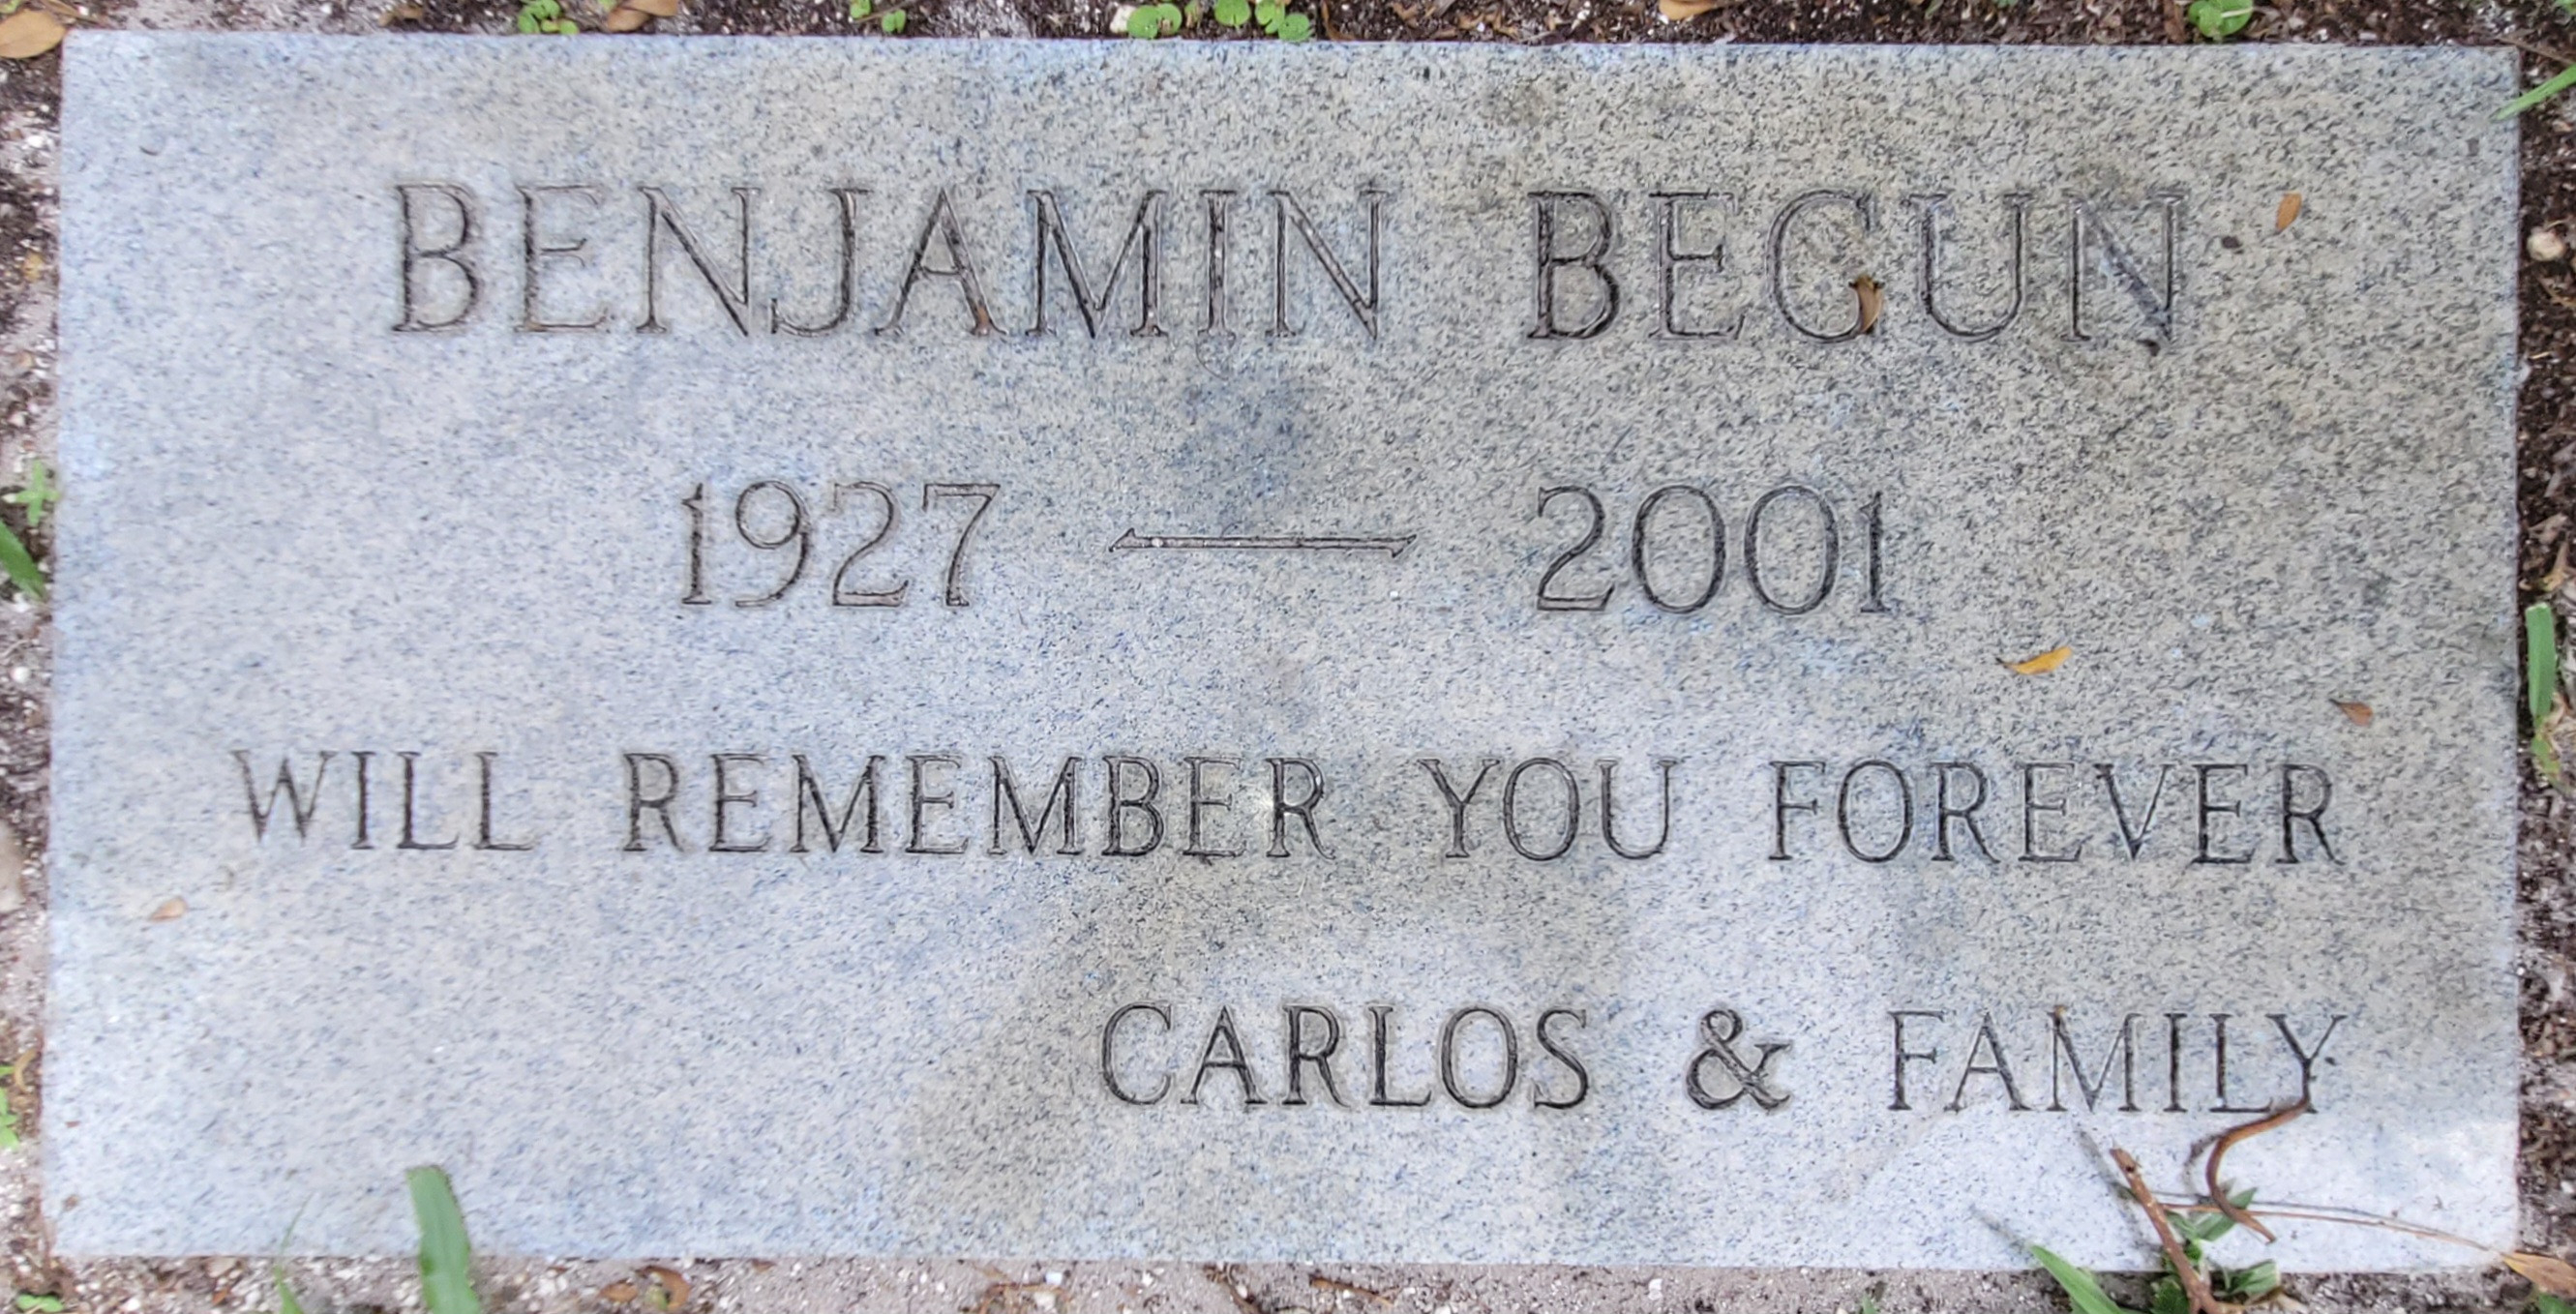 BENJAMIN BEGUN
1927 — 2001
WILL REMEMBER YOU FOREVER
CARLOS & FAMILY